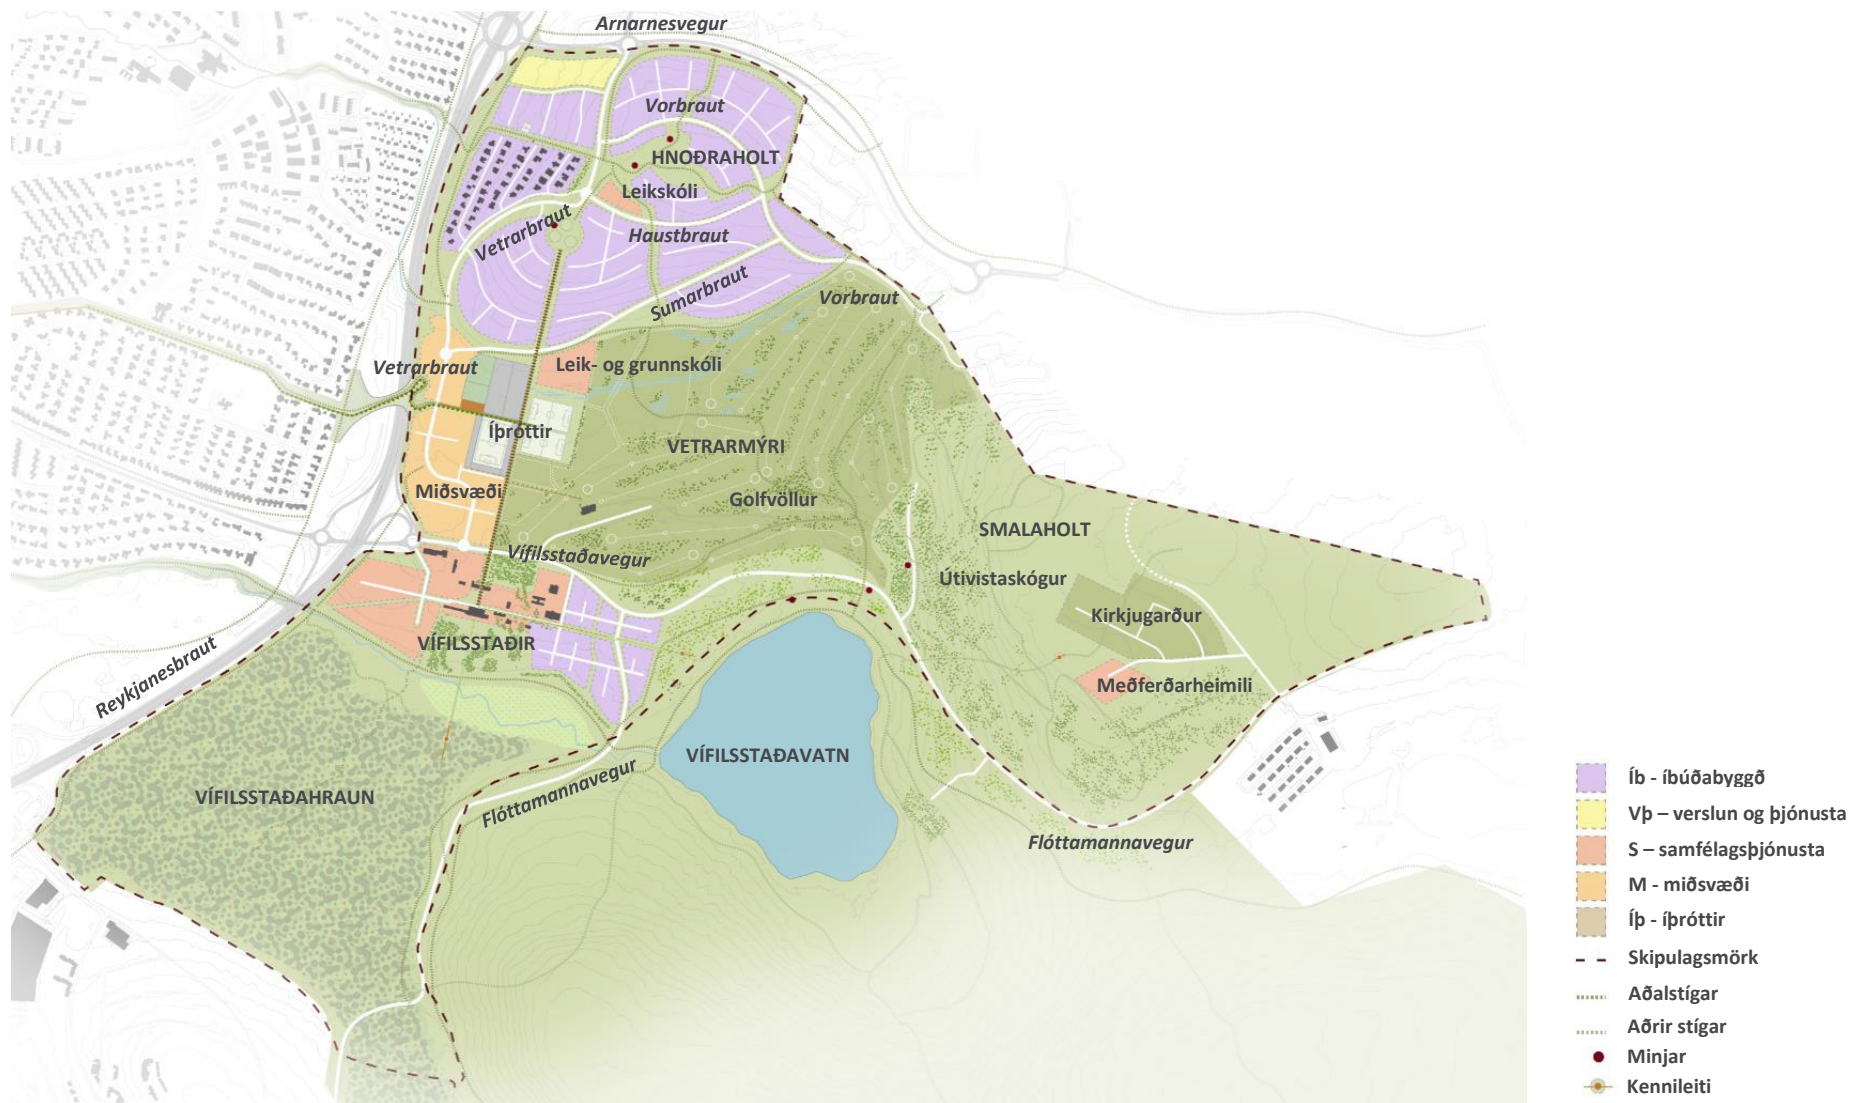 Arnarnesvegur
Vorbraut
HNOÐRAHOLT
Leikskóli
Vetrarbraut
Haustbraut
Sumarbraut
Vorbraut
Vetrarbraut
Leik- og grunnskóli
Íþróttir
VETRARMÝRI
Miðsvæði
Golfvöllur
SMALAHOLT
Vífilsstaðavegur
Útivistaskógur
Kirkjugarður
VÍFILSSTAÐIR
Reykjanesbraut
Meðferðarheimili
VÍFILSSTAÐAVATN
VÍFILSSTAÐAHRAUN
Flóttamannavegur
Flóttamannavegur
Íb - íbúðabyggð
Vþ – verslun og þjónusta
S – samfélagsþjónusta
M - miðsvæði
Íþ - íþróttir
Skipulagsmörk
Aðalstígar
Aðrir stígar
Minjar
Kennileiti